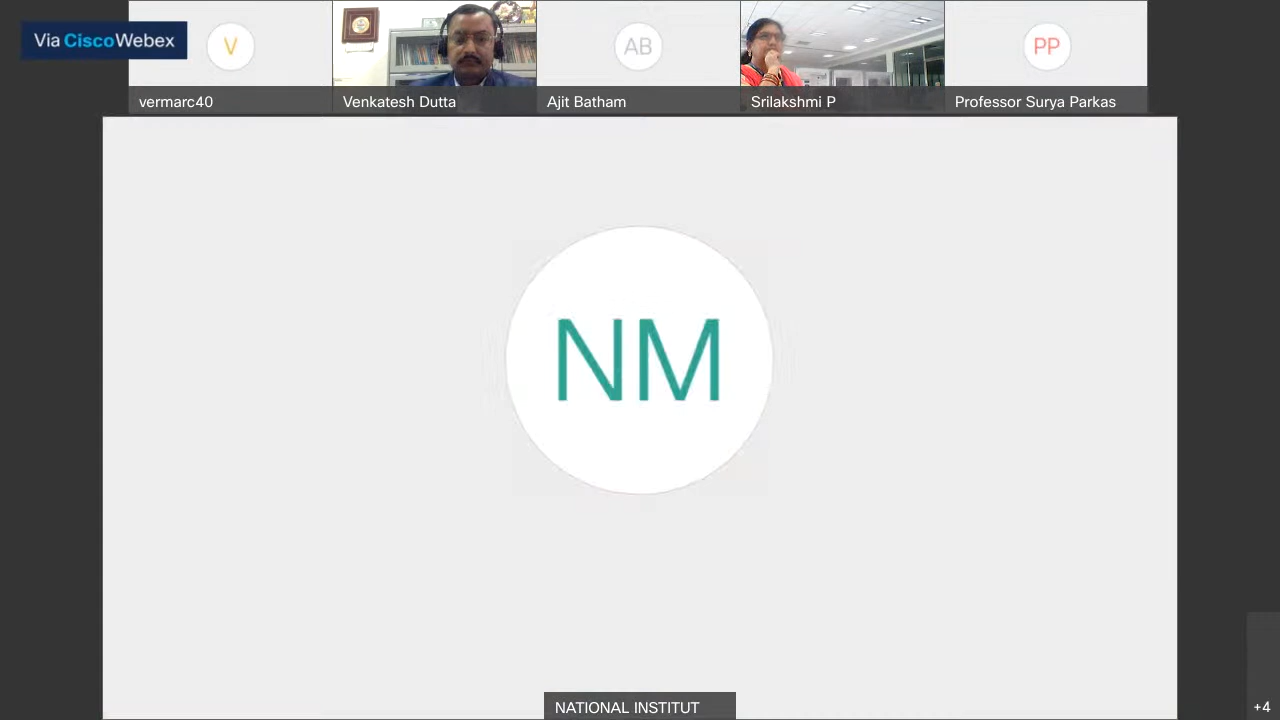 Via CiscoWebex
V
AB
PP
vermarc40
Venkatesh Dutta
Ajit Batham
Srilakshmi P
Professor Surya Parkas
NM
NATIONAL INSTITUT
+4